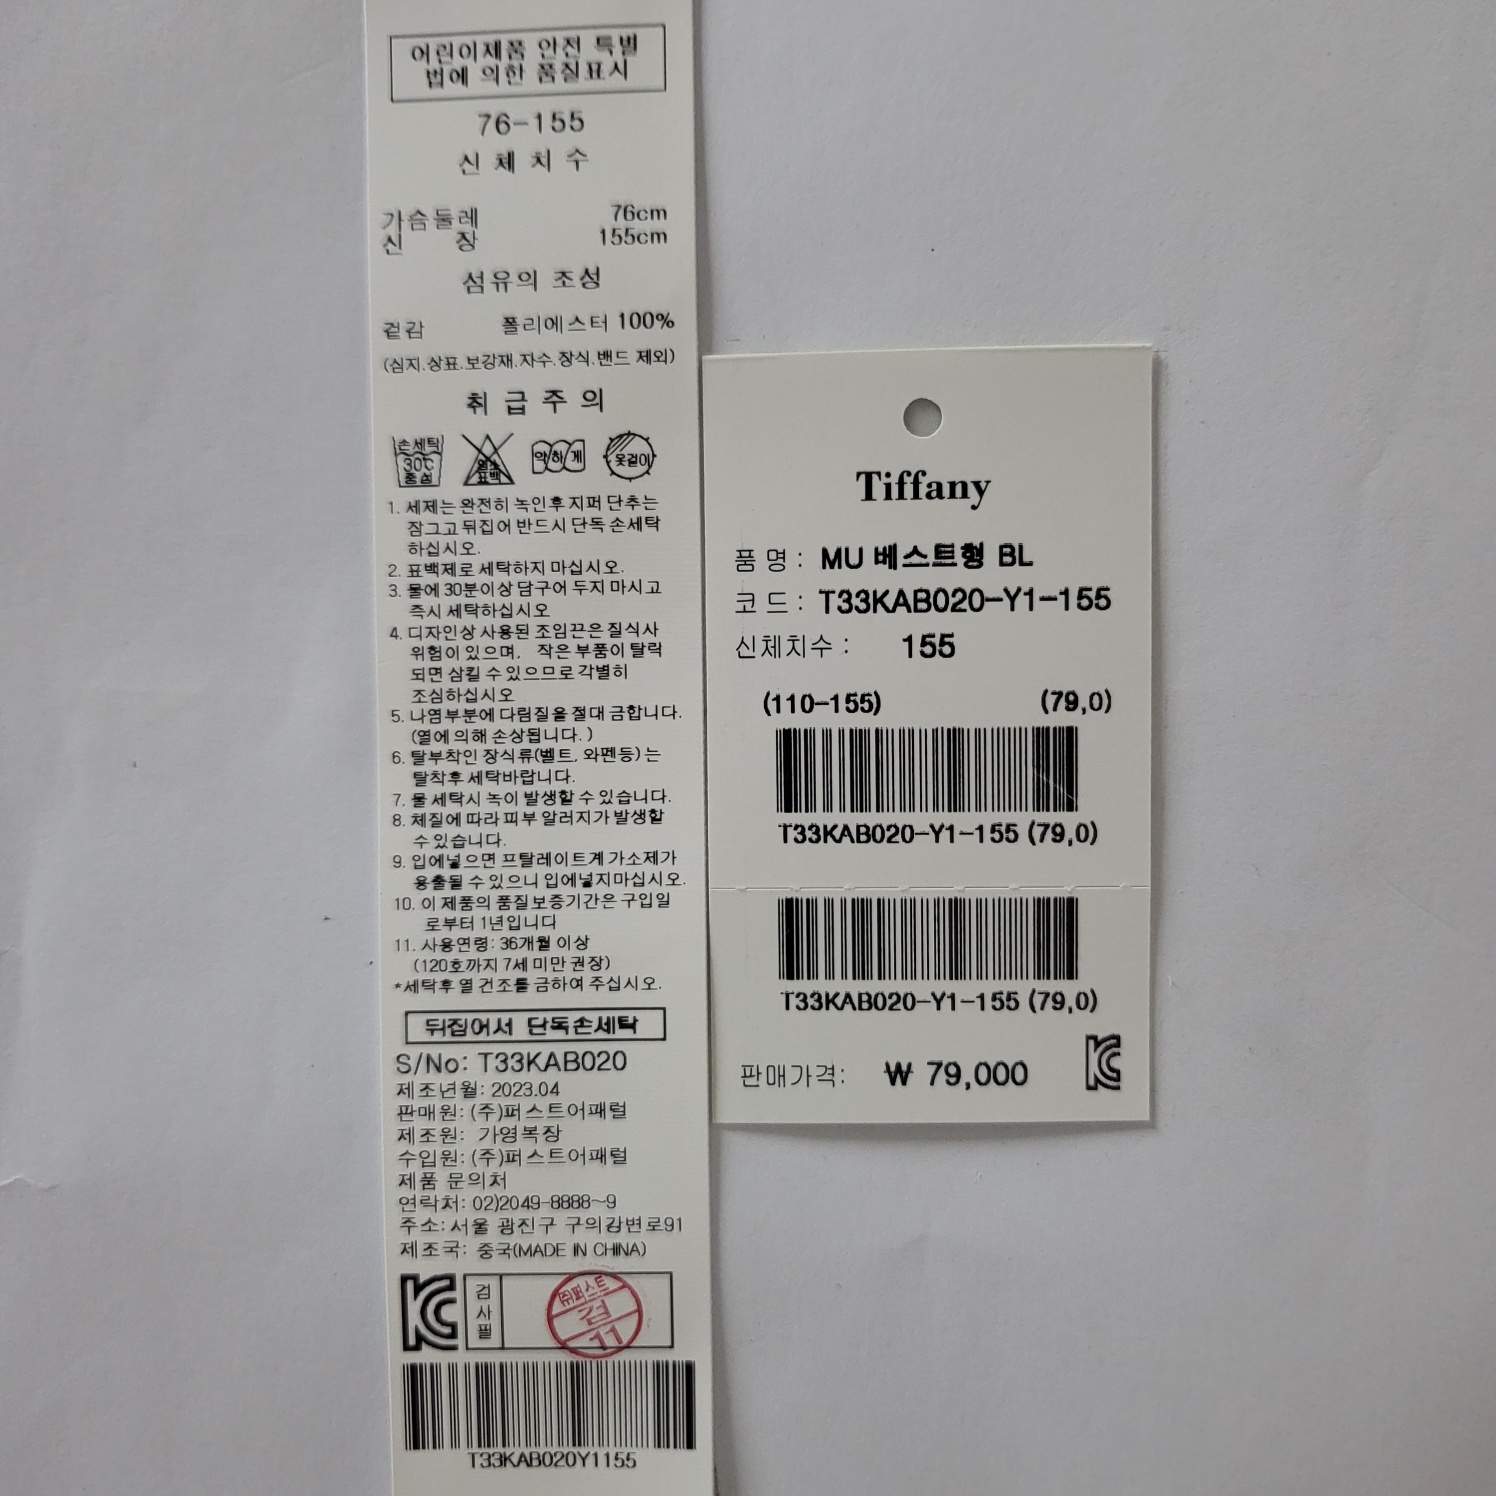 어린이제품 안전 특별
법에 의한 품질표시
76-155
신 체 치 수
가슴둘레 76cm
신 장 155cm
섬유의 조성
겉감 폴리에스터 100%
(심지.상표.보강재.자수.장식.밴드 제외)
취 급 주 의
손세탁 30℃ 중성
염소 표백
약하게
옷걸이
1. 세제는 완전히 녹인후 지퍼 단추는
잠그고 뒤집어 반드시 단독 손세탁
하십시오.
2. 표백제로 세탁하지 마십시오.
3. 물에 30분이상 담구어 두지 마시고
즉시 세탁하십시오
4. 디자인상 사용된 조임끈은 질식사
위험이 있으며, 작은 부품이 탈락
되면 삼킬 수 있으므로 각별히
조심하십시오
5. 나염부분에 다림질을 절대 금합니다.
(열에 의해 손상됩니다. )
6. 탈부착인 장식류(벨트, 와펜등) 는
탈착후 세탁바랍니다.
7. 물 세탁시 녹이 발생할 수 있습니다.
8. 체질에 따라 피부 알러지가 발생할
수 있습니다.
9. 입에넣으면 프탈레이트계 가소제가
용출될 수 있으니 입에넣지마십시오.
10. 이 제품의 품질보증기간은 구입일
로부터 1년입니다
11. 사용연령: 36개월 이상
(120호까지 7세 미만 권장)
*세탁후 열 건조를 금하여 주십시오.
뒤집어서 단독손세탁
S/No: T33KAB020
제조년월: 2023.04
판매원: (주)퍼스트어패럴
제조원: 가영복장
수입원: (주)퍼스트어패럴
제품 문의처
연락처: 02)2049-8888~9
주소: 서울 광진구 구의강변로91
제조국: 중국(MADE IN CHINA)
KC
검사필
㈜퍼스트
검
11
T33KAB020Y1155
Tiffany
품 명 : MU 베스트형 BL
코 드 : T33KAB020-Y1-155
신체치수 : 155
(110-155) (79,0)
T33KAB020-Y1-155 (79,0)
T33KAB020-Y1-155 (79,0)
판매가격: ₩ 79,000
KC